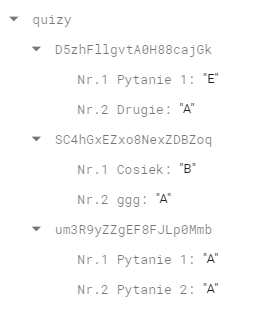 quizy
D5zhFllgvtA0H88cajGk
Nr.1 Pytanie 1: "E"
Nr.2 Drugie: "A"
SC4hGxEZxo8NexZDBZoq
Nr.1 Cosiek: "B"
Nr.2 ggg: "A"
um3R9yZZgEF8FJLp0Mmb
Nr.1 Pytanie 1: "A"
Nr.2 Pytanie 2: "A"